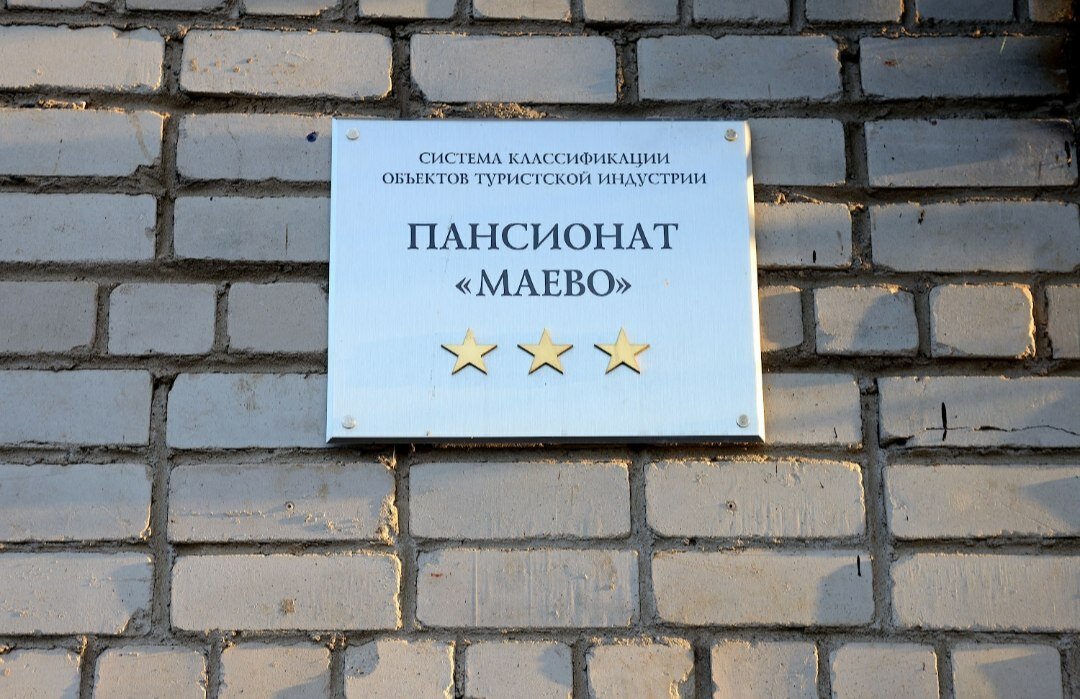 СИСТЕМА КЛАССИФИКАЦИИ
ОБЪЕКТОВ ТУРИСТСКОЙ ИНДУСТРИИ
ПАНСИОНАТ
«МАЕВО»